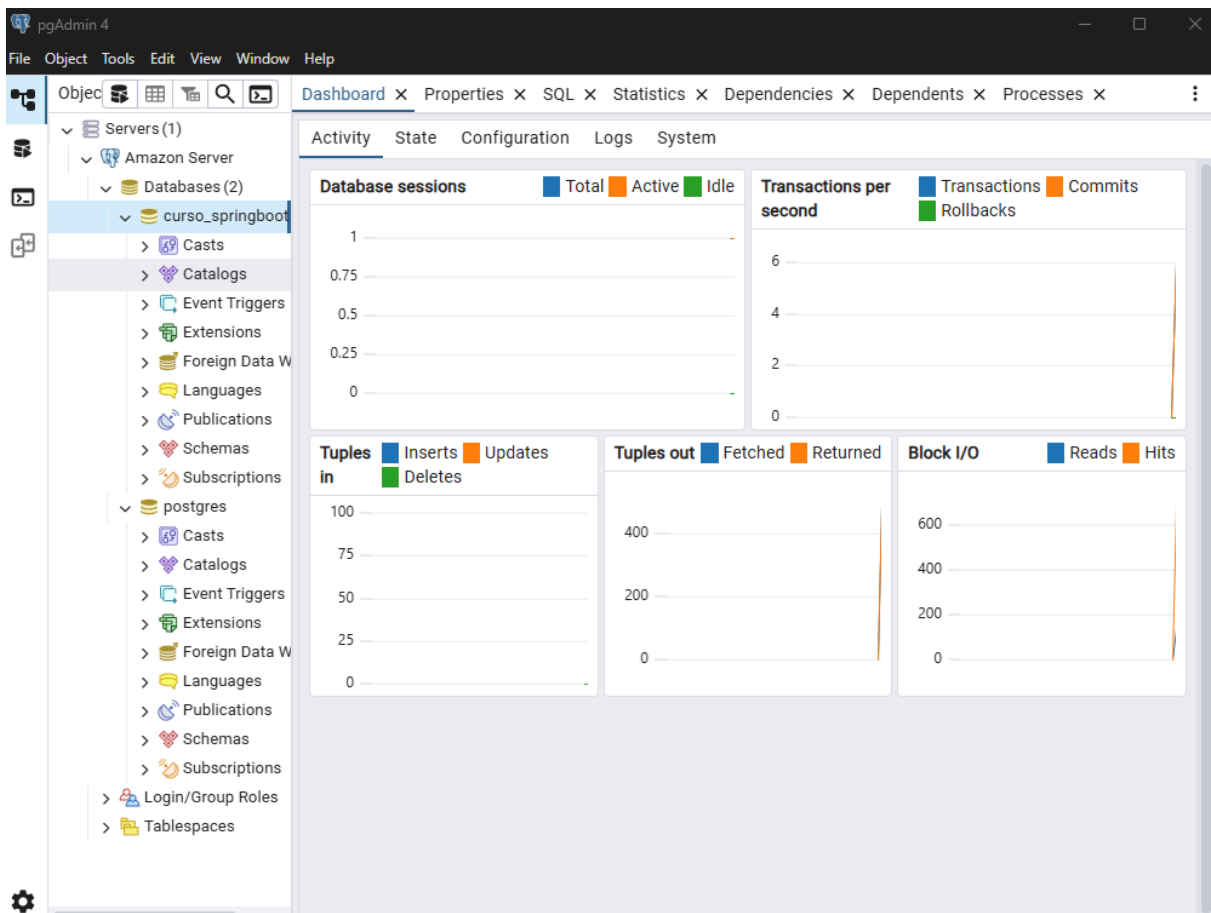 pgAdmin 4
File Object Tools Edit View Window Help
Objec
Servers (1)
Amazon Server
Databases (2)
curso_springboot
Casts
Catalogs
Event Triggers
Extensions
Foreign Data W
Languages
Publications
Schemas
Subscriptions
postgres
Casts
Catalogs
Event Triggers
Extensions
Foreign Data W
Languages
Publications
Schemas
Subscriptions
Login/Group Roles
Tablespaces
Dashboard Properties SQL Statistics Dependencies Dependents Processes
Activity State Configuration Logs System
Database sessions Total Active Idle
1
0.75
0.5
0.25
0
Transactions per second Transactions Commits
Rollbacks
6
4
2
0
Tuples in Inserts Updates
Deletes
100
75
50
25
0
Tuples out Fetched Returned
400
200
0
Block I/O Reads Hits
600
400
200
0